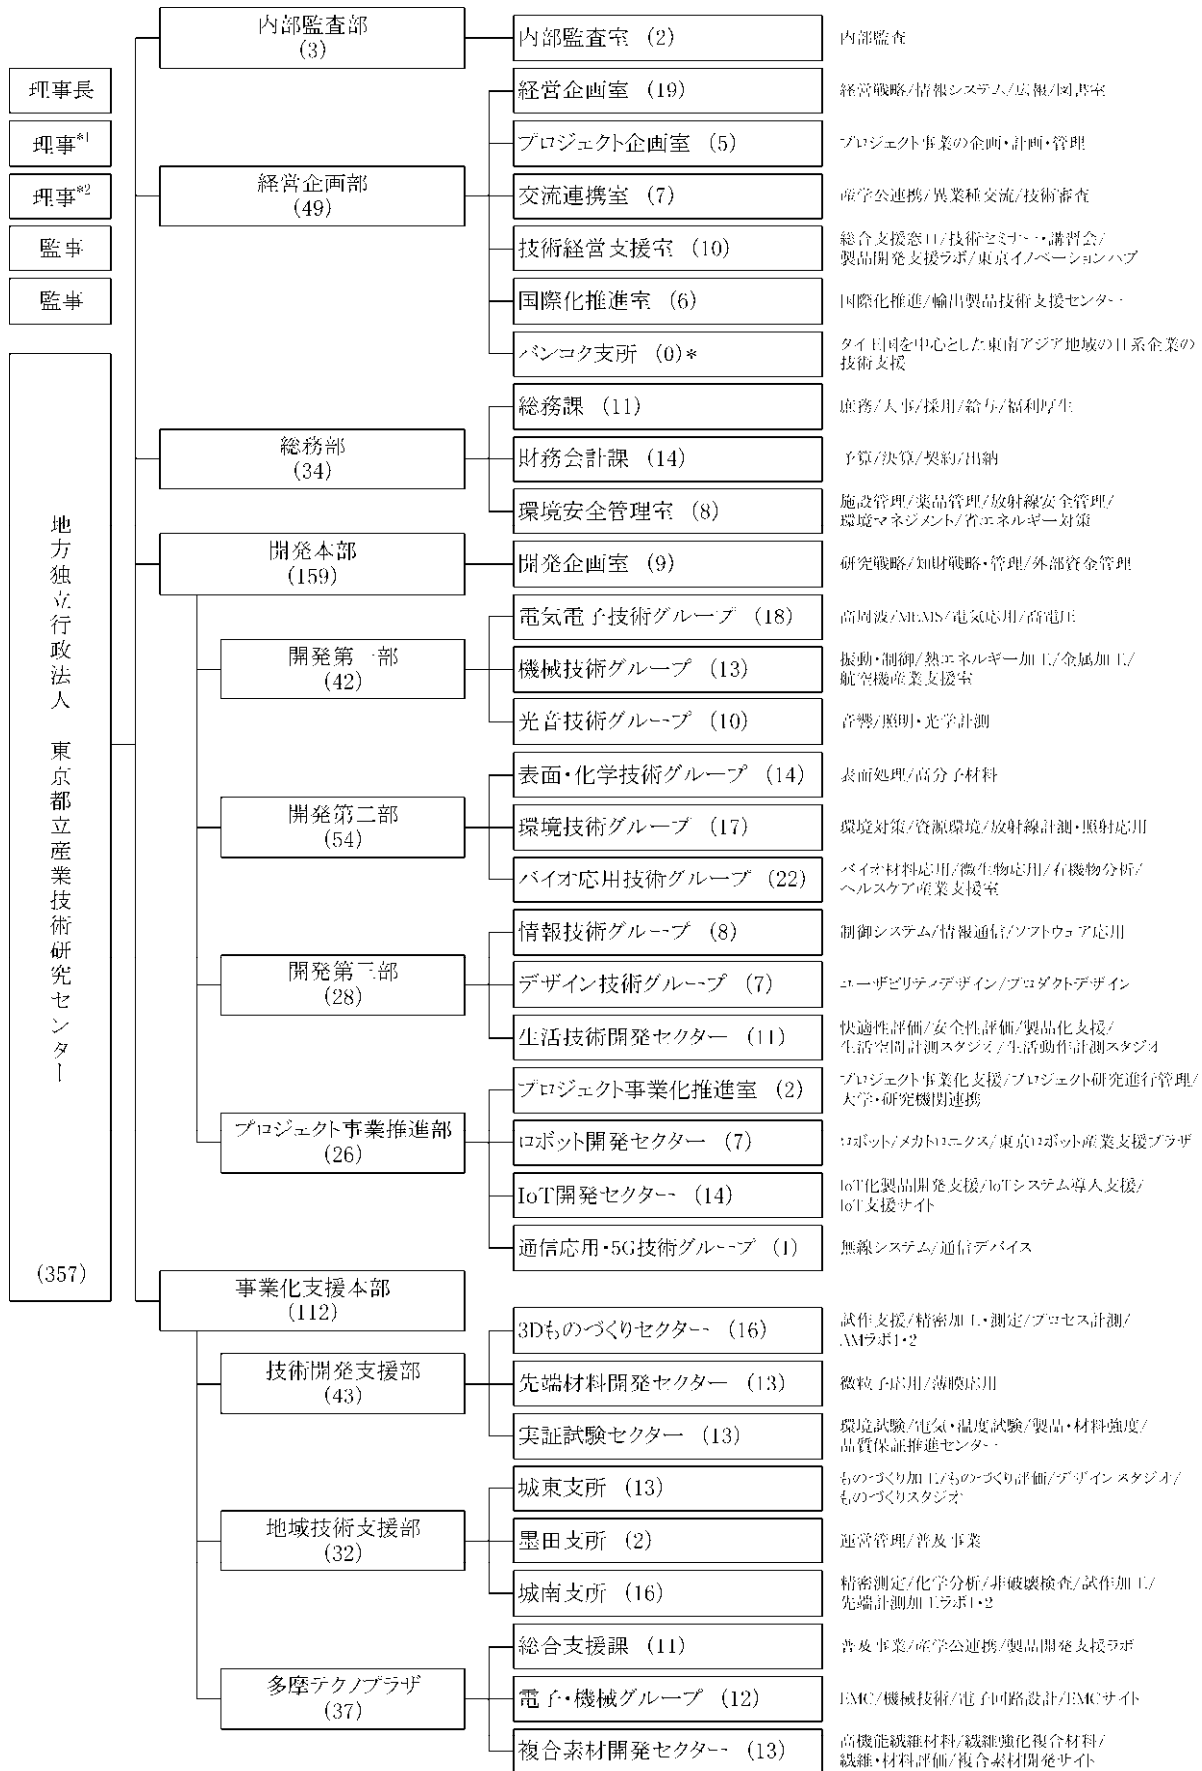 理事長
理事*1
理事*2
監事
監事
地方独立行政法人 東京都立産業技術研究センター
(357)
内部監査部
(3)
内部監査室 (2)
内部監査
経営企画部
(49)
経営企画室 (19)
経営戦略/情報システム/広報/図書室
プロジェクト企画室 (5)
プロジェクト事業の企画・計画・管理
交流連携室 (7)
産学公連携/異業種交流/技術審査
技術経営支援室 (10)
総合支援窓口/技術セミナー・講習会/
製品開発支援ラボ/東京イノベーションハブ
国際化推進室 (6)
国際化推進/輸出製品技術支援センター
バンコク支所 (0)*
タイ王国を中心とした東南アジア地域の日系企業の
技術支援
総務部
(34)
総務課 (11)
庶務/人事/採用/給与/福利厚生
財務会計課 (14)
予算/決算/契約/出納
環境安全管理室 (8)
施設管理/薬品管理/放射線安全管理/
環境マネジメント/省エネルギー対策
開発本部
(159)
開発企画室 (9)
研究戦略/知財戦略・管理/外部資金管理
開発第一部
(42)
電気電子技術グループ (18)
高周波/MEMS/電気応用/高電圧
機械技術グループ (13)
振動・制御/熱エネルギー加工/金属加工/
航空機産業支援室
光音技術グループ (10)
音響/照明・光学計測
開発第二部
(54)
表面・化学技術グループ (14)
表面処理/高分子材料
環境技術グループ (17)
環境対策/資源環境/放射線計測・照射応用
バイオ応用技術グループ (22)
バイオ材料応用/微生物応用/有機物分析/
ヘルスケア産業支援室
開発第三部
(28)
情報技術グループ (8)
制御システム/情報通信/ソフトウェア応用
デザイン技術グループ (7)
ユーザビリティデザイン/プロダクトデザイン
生活技術開発セクター (11)
快適性評価/安全性評価/製品化支援/
生活空間計測スタジオ/生活動作計測スタジオ
プロジェクト事業推進部
(26)
プロジェクト事業化推進室 (2)
プロジェクト事業化支援/プロジェクト研究進行管理/
大学・研究機関連携
ロボット開発セクター (7)
ロボット/メカトロニクス/東京ロボット産業支援プラザ
IoT開発セクター (14)
IoT化製品開発支援/IoTシステム導入支援/
IoT支援サイト
通信応用・5G技術グループ (1)
無線システム/通信デバイス
事業化支援本部
(112)
技術開発支援部
(43)
3Dものづくりセクター (16)
試作支援/精密加工・測定/プロセス計測/
AMラボ1・2
先端材料開発セクター (13)
微粒子応用/薄膜応用
実証試験セクター (13)
環境試験/電気・温度試験/製品・材料強度/
品質保証推進センター
地域技術支援部
(32)
城東支所 (13)
ものづくり加工/ものづくり評価/デザインスタジオ/
ものづくりスタジオ
墨田支所 (2)
運営管理/普及事業
城南支所 (16)
精密測定/化学分析/非破壊検査/試作加工/
先端計測加工ラボ1・2
多摩テクノプラザ
(37)
総合支援課 (11)
普及事業/産学公連携/製品開発支援ラボ
電子・機械グループ (12)
EMC/機械技術/電子回路設計/EMCサイト
複合素材開発セクター (13)
高機能繊維材料/繊維強化複合材料/
繊維・材料評価/複合素材開発サイト